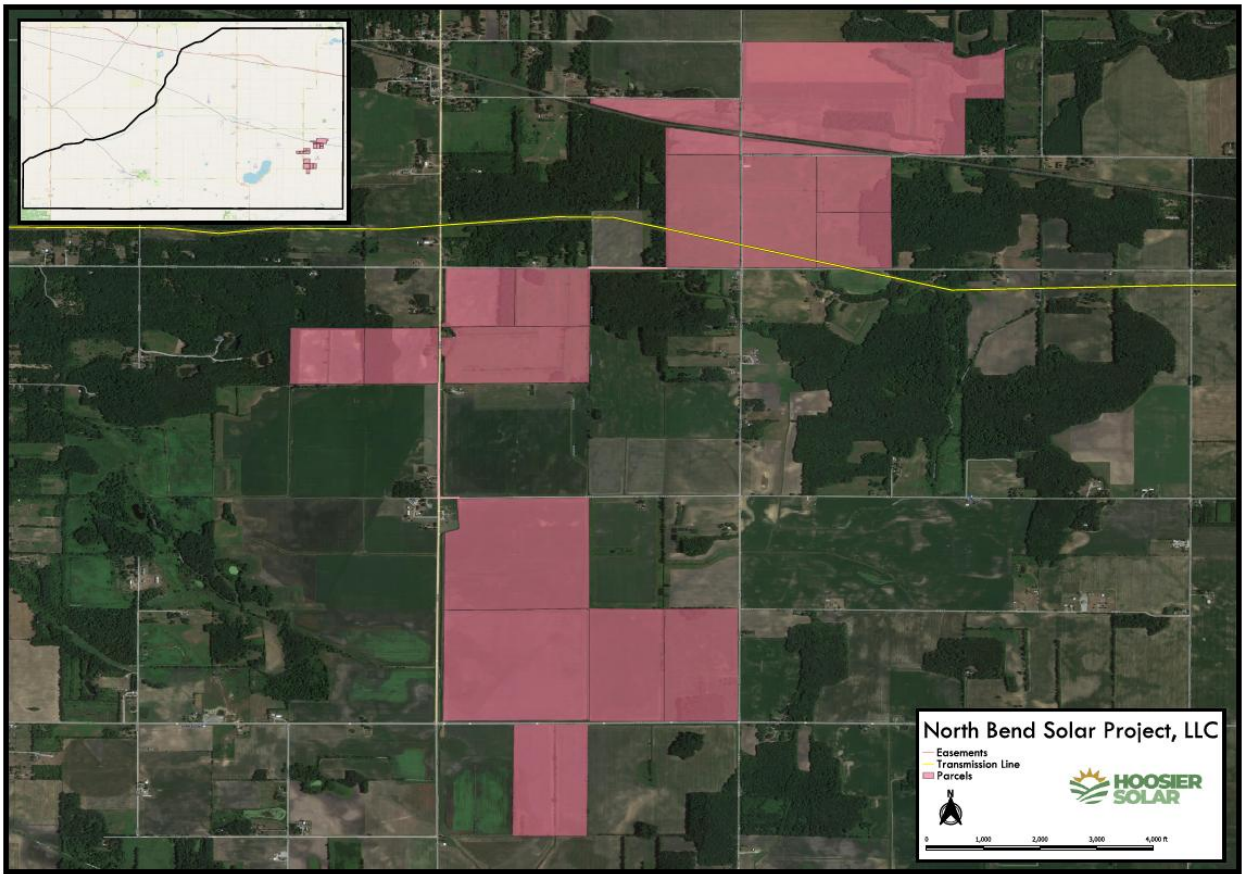 North Bend Solar Project, LLC
Easements
Transmission Line
Parcels
N
HOOSIER
SOLAR
0 1,000 2,000 3,000 4,000 ft